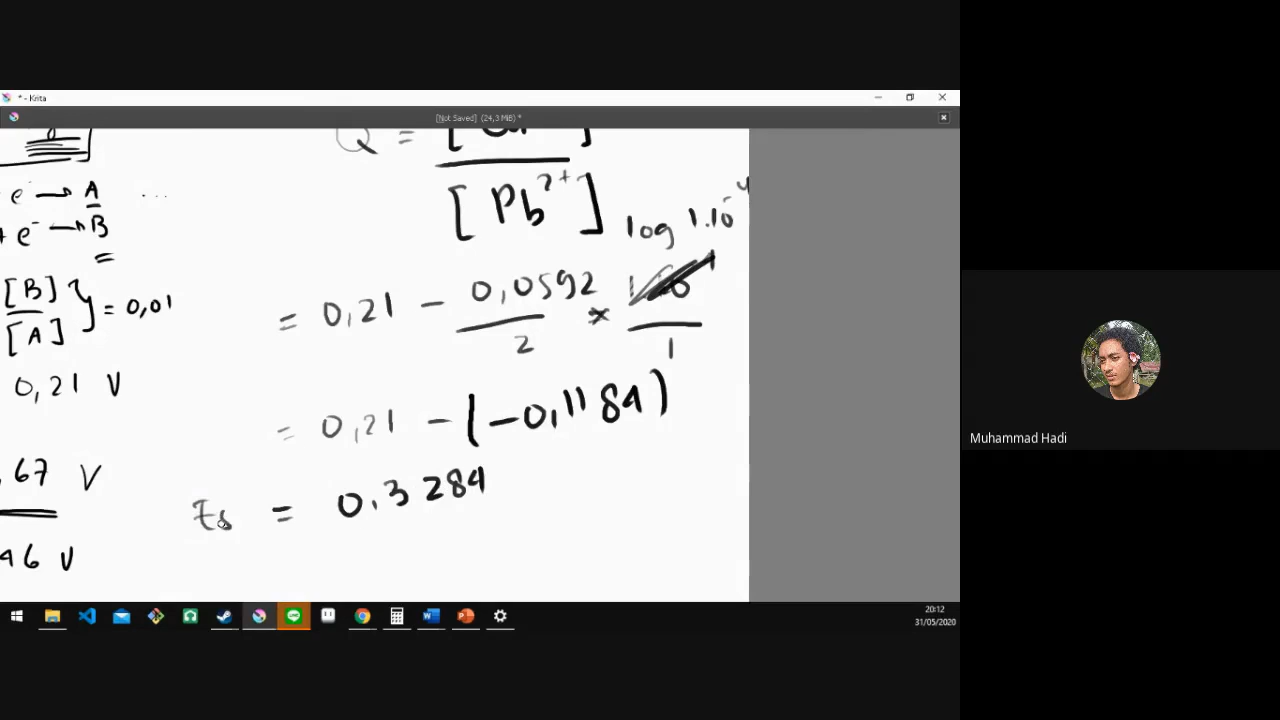 * - Krita
[Not Saved] (24,3 MiB) *
Q =
[Pb²⁺]
e⁻ → A ...
+ e⁻ → B
=
[B]
[A]
} = 0,01
0,21 V
,67 V
46 V
log 1.10⁻⁴
= 0,21 - 0,0592 ×
2
1
= 0,21 - (-0,1184)
= 0.3284
20:12
31/05/2020
Muhammad Hadi